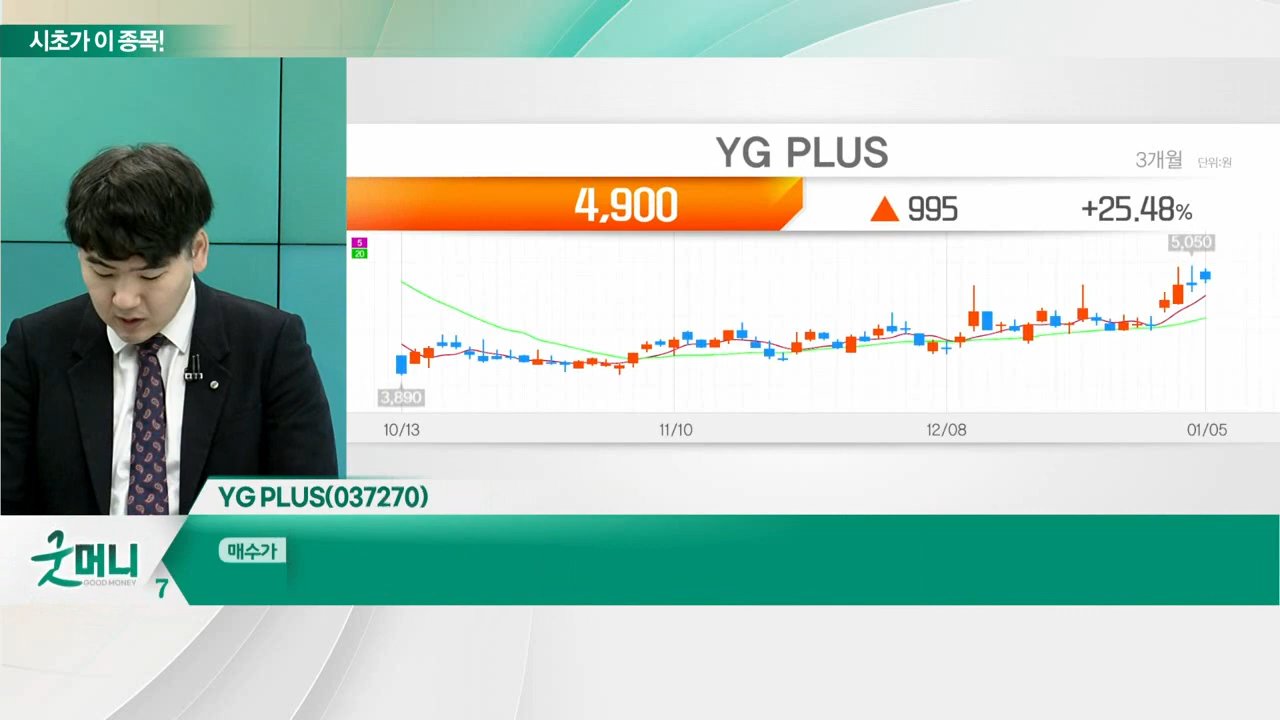 시초가 이 종목!
YG PLUS
3개월 단위:원
4,900 ▲ 995 +25.48%
5
20
5,050
3,890
10/13 11/10 12/08 01/05
YG PLUS(037270)
굿머니
GOOD MONEY
7
매수가